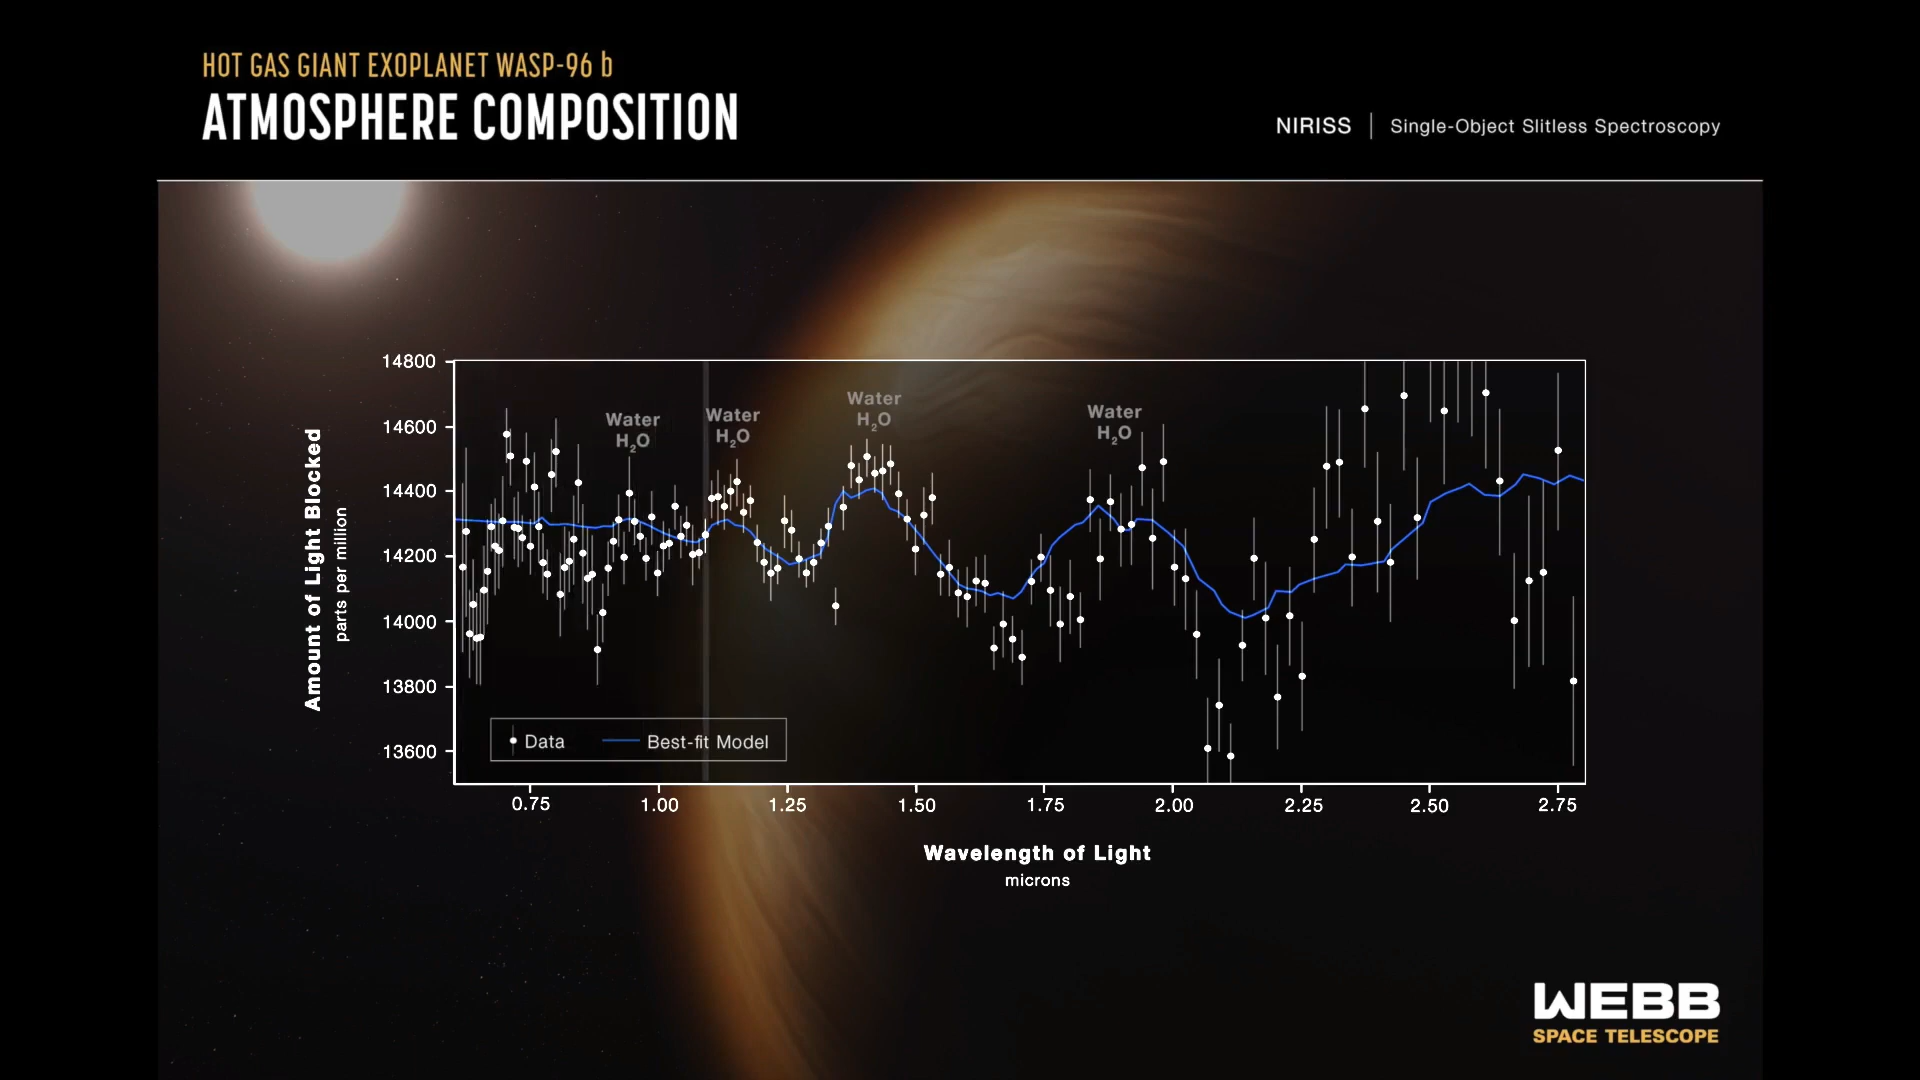 HOT GAS GIANT EXOPLANET WASP-96 b
ATMOSPHERE COMPOSITION
NIRISS | Single-Object Slitless Spectroscopy
Amount of Light Blocked
parts per million
14800
14600
14400
14200
14000
13800
13600
Water
H₂O
Water
H₂O
Water
H₂O
Water
H₂O
Data
Best-fit Model
0.75 1.00 1.25 1.50 1.75 2.00 2.25 2.50 2.75
Wavelength of Light
microns
WEBB
SPACE TELESCOPE